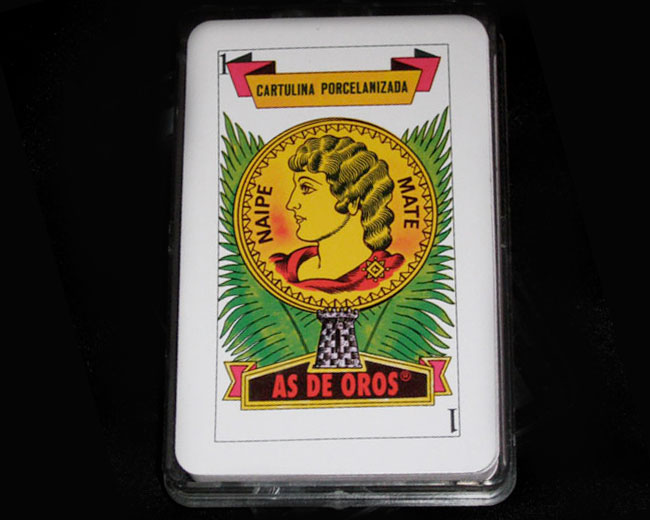 1
CARTULINA PORCELANIZADA
NAIPE MATE
AS DE OROS®
1